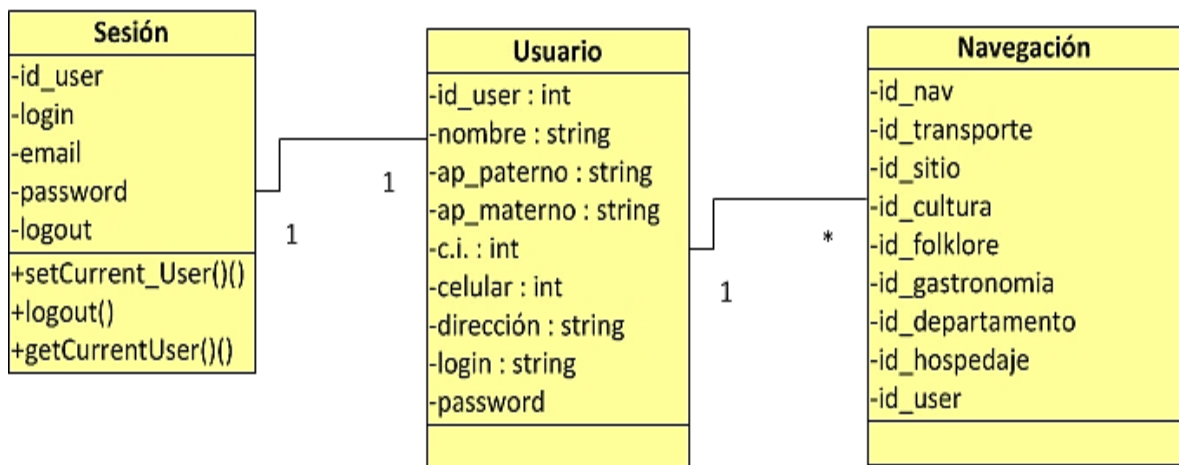 Sesión
-id_user
-login
-email
-password
-logout
+setCurrent_User()()
+logout()
+getCurrentUser()()
1
1
Usuario
-id_user : int
-nombre : string
-ap_paterno : string
-ap_materno : string
-c.i. : int
-celular : int
-dirección : string
-login : string
-password
1
*
Navegación
-id_nav
-id_transporte
-id_sitio
-id_cultura
-id_folklore
-id_gastronomia
-id_departamento
-id_hospedaje
-id_user